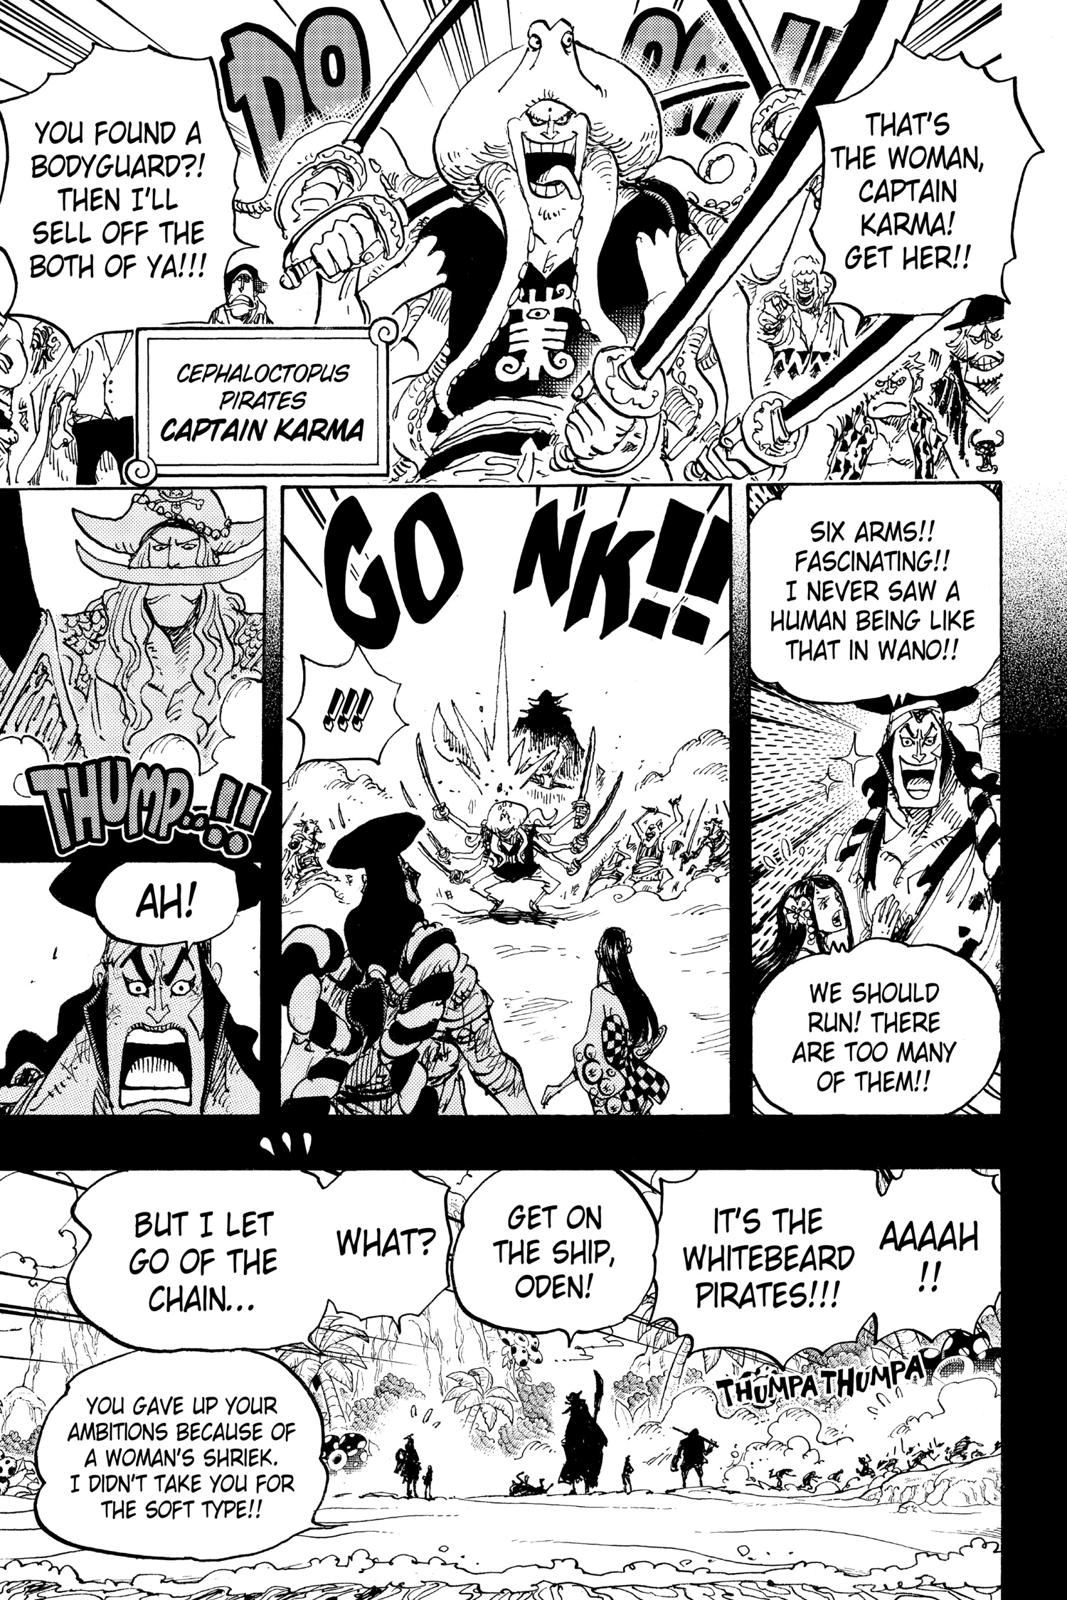 DO
DON!!
THAT'S
THE WOMAN,
CAPTAIN
KARMA!
GET HER!!
YOU FOUND A
BODYGUARD?!
THEN I'LL
SELL OFF THE
BOTH OF YA!!!
CEPHALOCTOPUS
PIRATES
CAPTAIN KARMA
SIX ARMS!!
FASCINATING!!
I NEVER SAW A
HUMAN BEING LIKE
THAT IN WANO!!
WE SHOULD
RUN! THERE
ARE TOO MANY
OF THEM!!
GONK!!
!!!
THUMP...!!
AH!
AAAAH
!!
IT'S THE
WHITEBEARD
PIRATES!!!
THUMPA THUMPA
GET ON
THE SHIP,
ODEN!
WHAT?
BUT I LET
GO OF THE
CHAIN...
YOU GAVE UP YOUR
AMBITIONS BECAUSE OF
A WOMAN'S SHRIEK.
I DIDN'T TAKE YOU FOR
THE SOFT TYPE!!